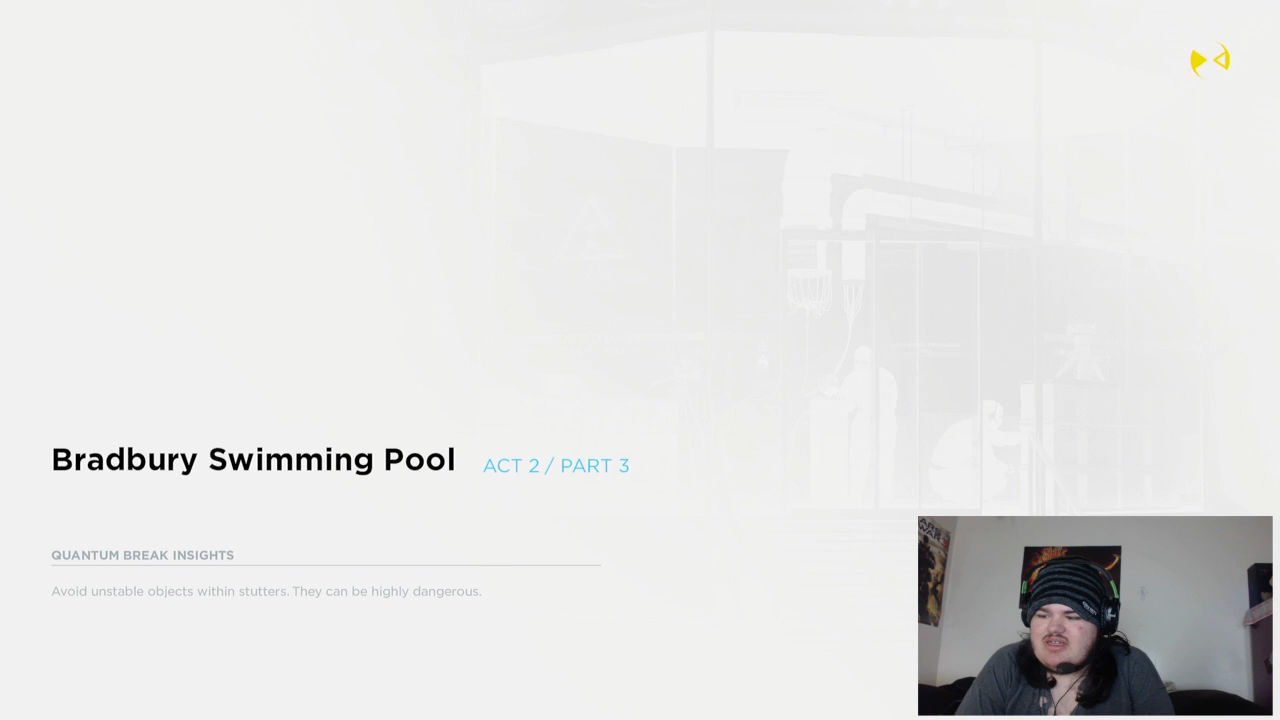 Bradbury Swimming Pool ACT 2 / PART 3
QUANTUM BREAK INSIGHTS
Avoid unstable objects within stutters. They can be highly dangerous.